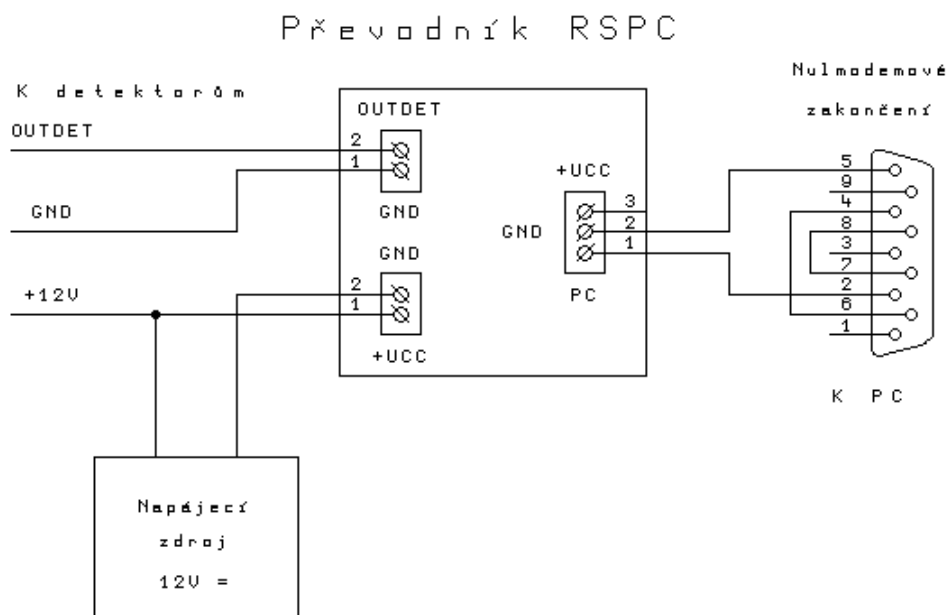 Převodník RSPC
K detektorům
OUTDET
GND
+12V
OUTDET
2
1
GND
GND
2
1
+UCC
+UCC
GND
3
2
1
PC
Nulmodemové
zakončení
5
9
4
8
3
7
2
6
1
K PC
Napájecí
zdroj
12V =